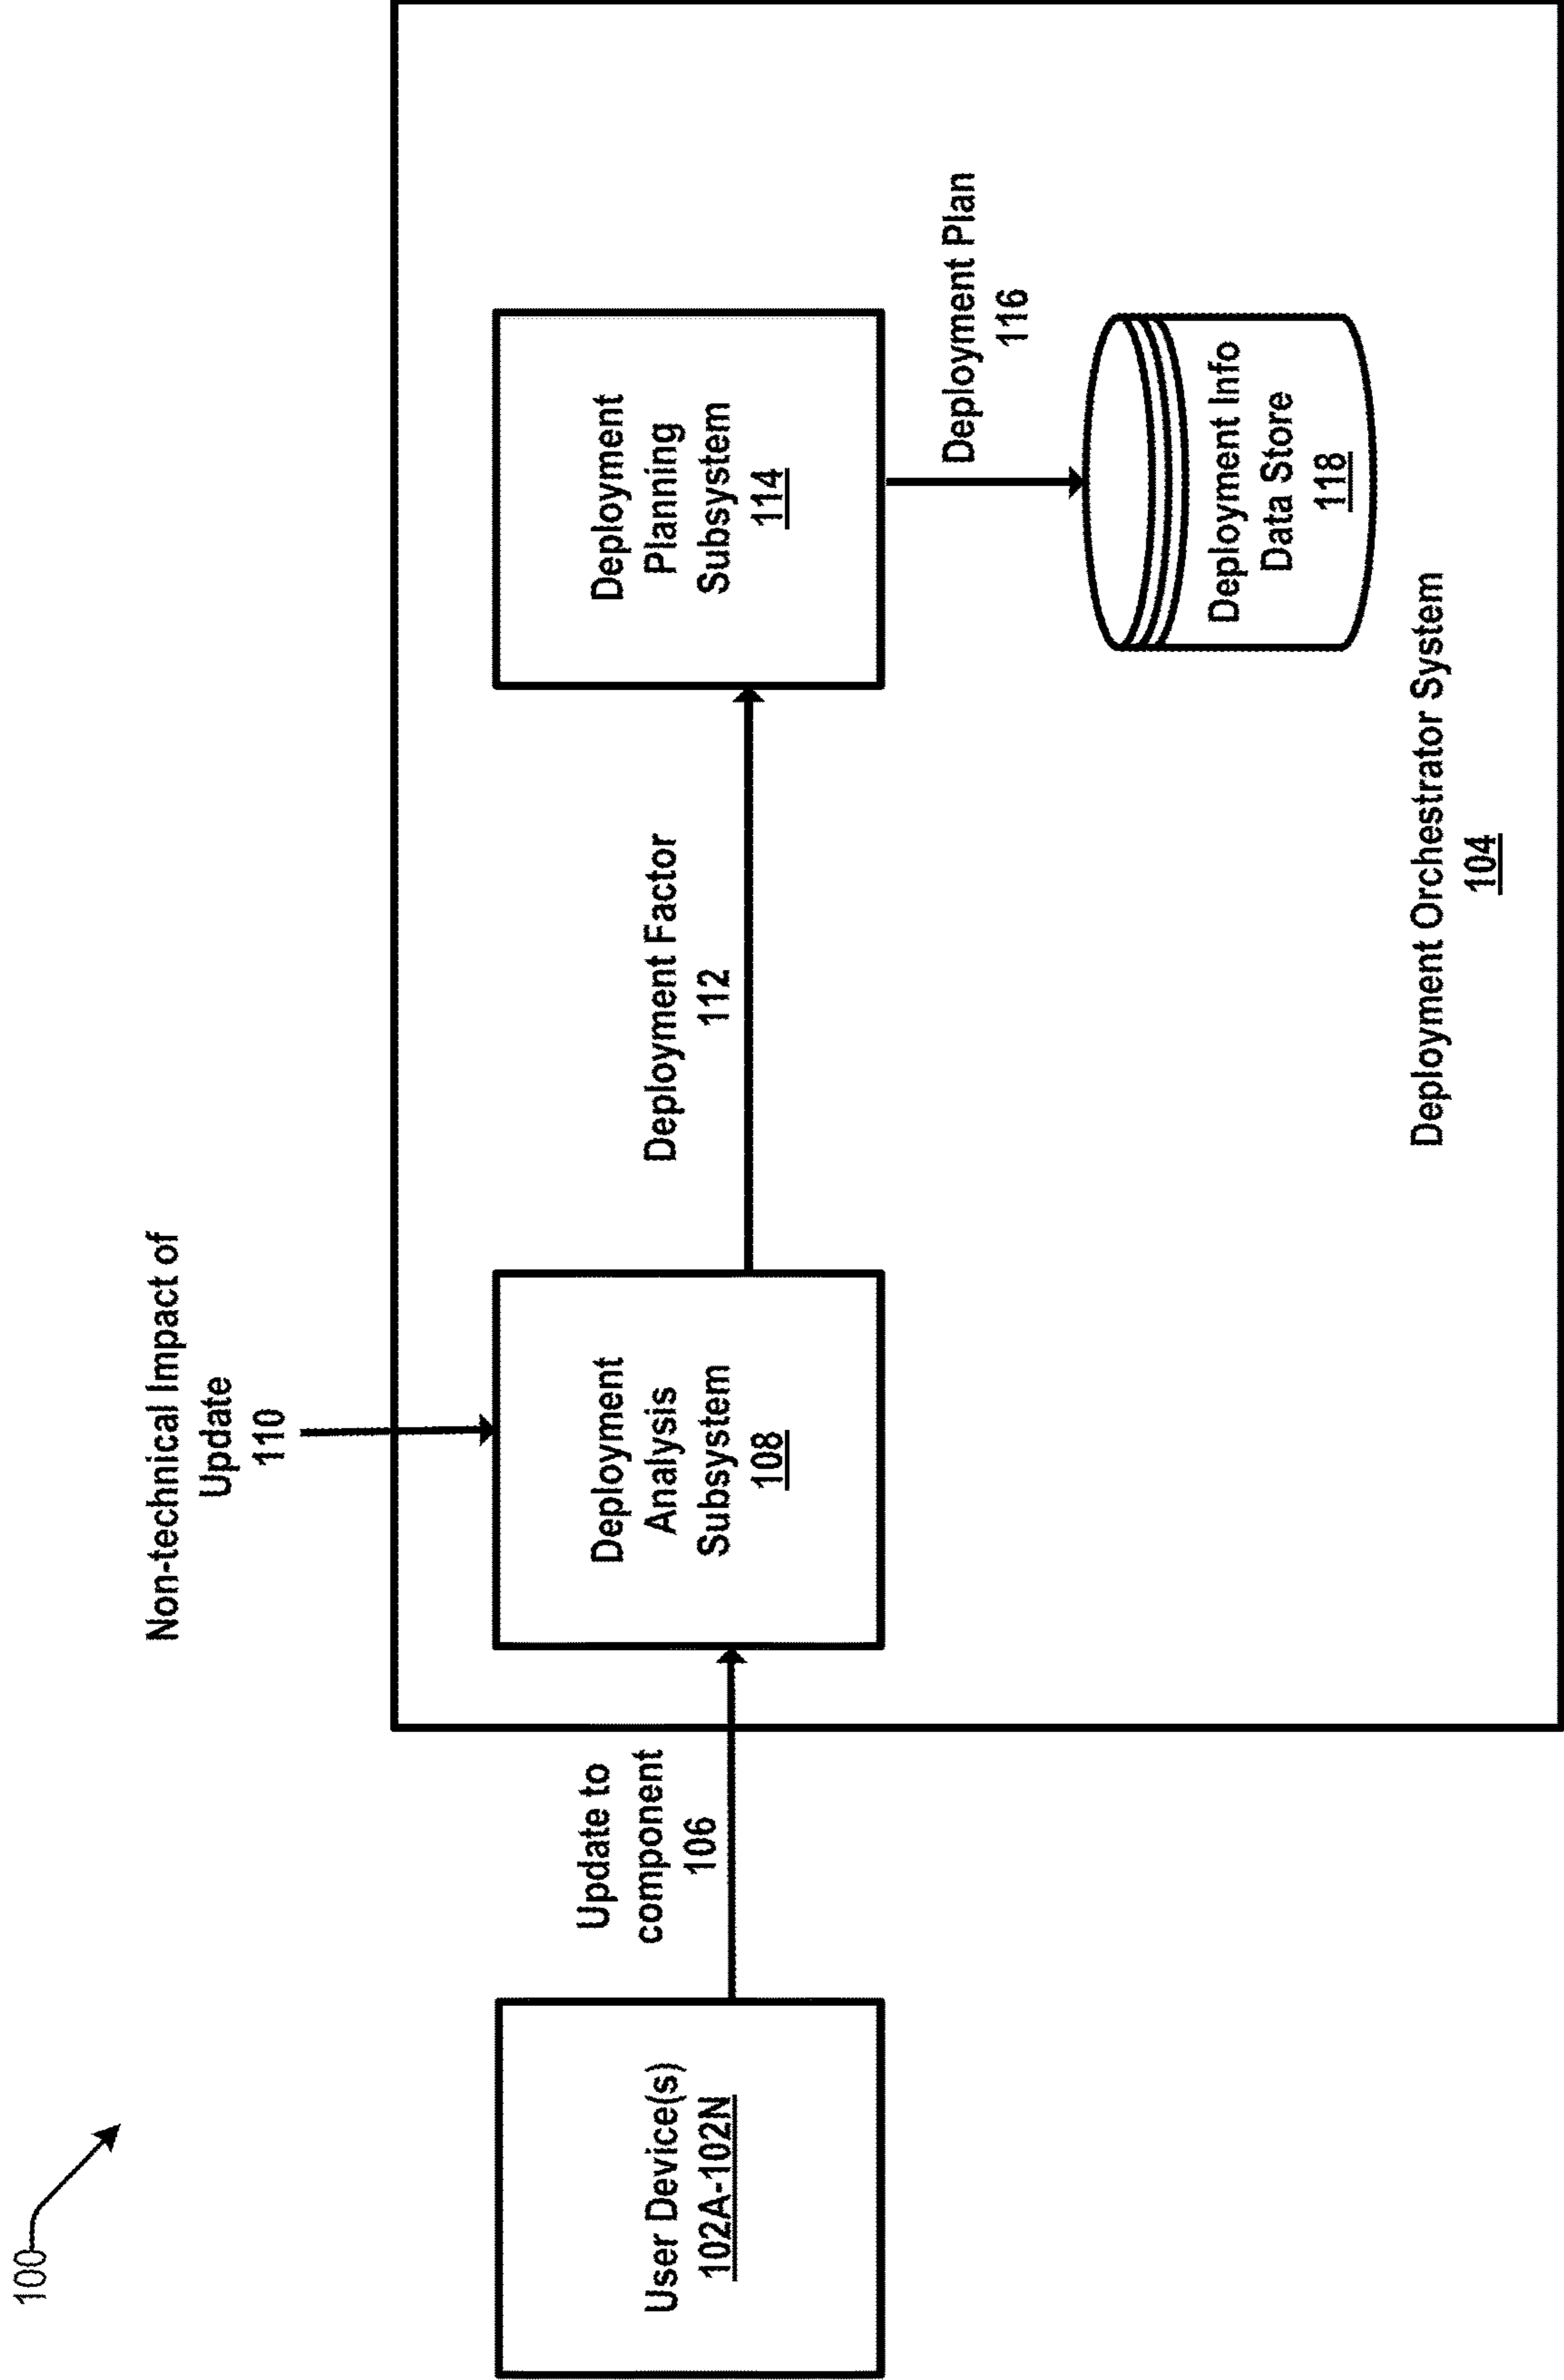 100
Non-technical Impact of
Update
110
User Device(s)
102A-102N
Update to
component
106
Deployment
Analysis
Subsystem
108
Deployment Factor
112
Deployment
Planning
Subsystem
114
Deployment Plan
116
Deployment Info
Data Store
118
Deployment Orchestrator System
104